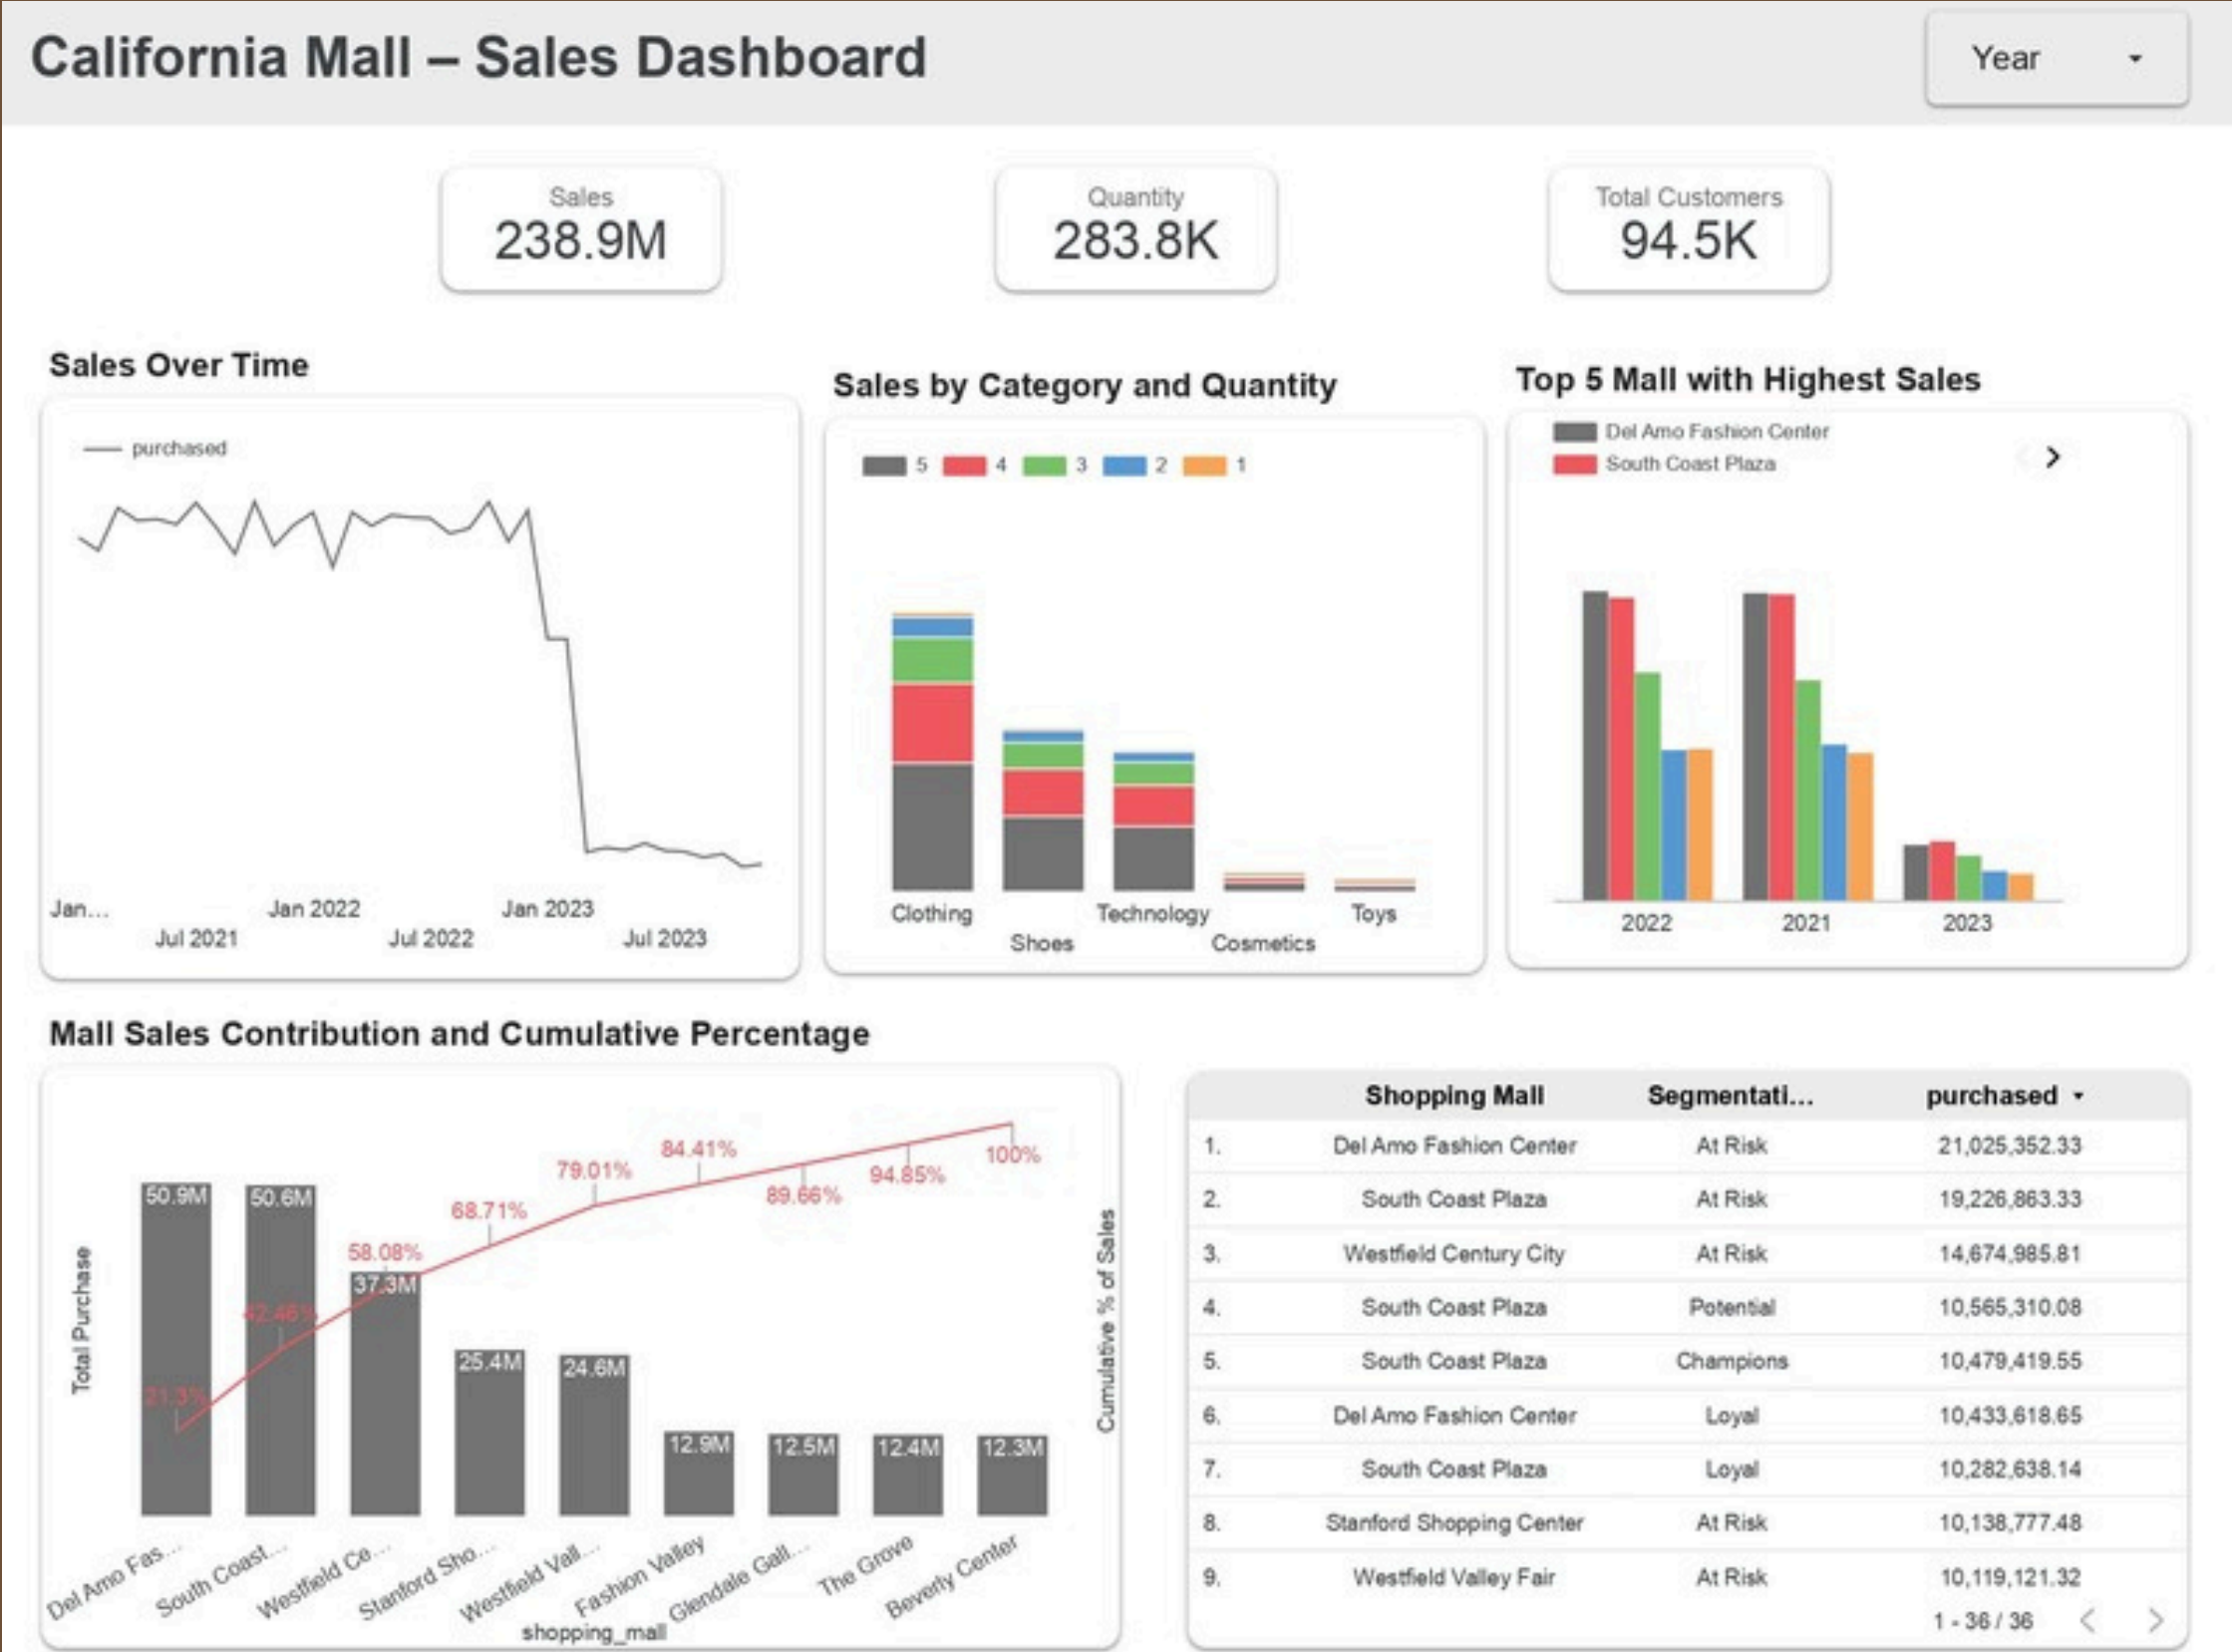 California Mall – Sales Dashboard
Year
Sales
238.9M
Quantity
283.8K
Total Customers
94.5K
Sales Over Time
purchased
Jan...
Jul 2021
Jan 2022
Jul 2022
Jan 2023
Jul 2023
Sales by Category and Quantity
5 4 3 2 1
Clothing
Shoes
Technology
Cosmetics
Toys
Top 5 Mall with Highest Sales
Del Amo Fashion Center
South Coast Plaza
2022 2021 2023
Mall Sales Contribution and Cumulative Percentage
Total Purchase
50.9M 50.6M 37.3M 25.4M 24.6M 12.9M 12.5M 12.4M 12.3M
21.3% 42.46% 58.08% 68.71% 79.01% 84.41% 89.66% 94.85% 100%
Cumulative % of Sales
Del Amo Fas...
South Coast...
Westfield Ce...
Stanford Sho...
Westfield Vall...
Fashion Valley
Glendale Gall...
The Grove
Beverly Center
shopping_mall
Shopping Mall Segmentati... purchased
1. Del Amo Fashion Center At Risk 21,025,352.33
2. South Coast Plaza At Risk 19,226,863.33
3. Westfield Century City At Risk 14,674,985.81
4. South Coast Plaza Potential 10,565,310.08
5. South Coast Plaza Champions 10,479,419.55
6. Del Amo Fashion Center Loyal 10,433,618.65
7. South Coast Plaza Loyal 10,282,638.14
8. Stanford Shopping Center At Risk 10,138,777.48
9. Westfield Valley Fair At Risk 10,119,121.32
1 - 36 / 36